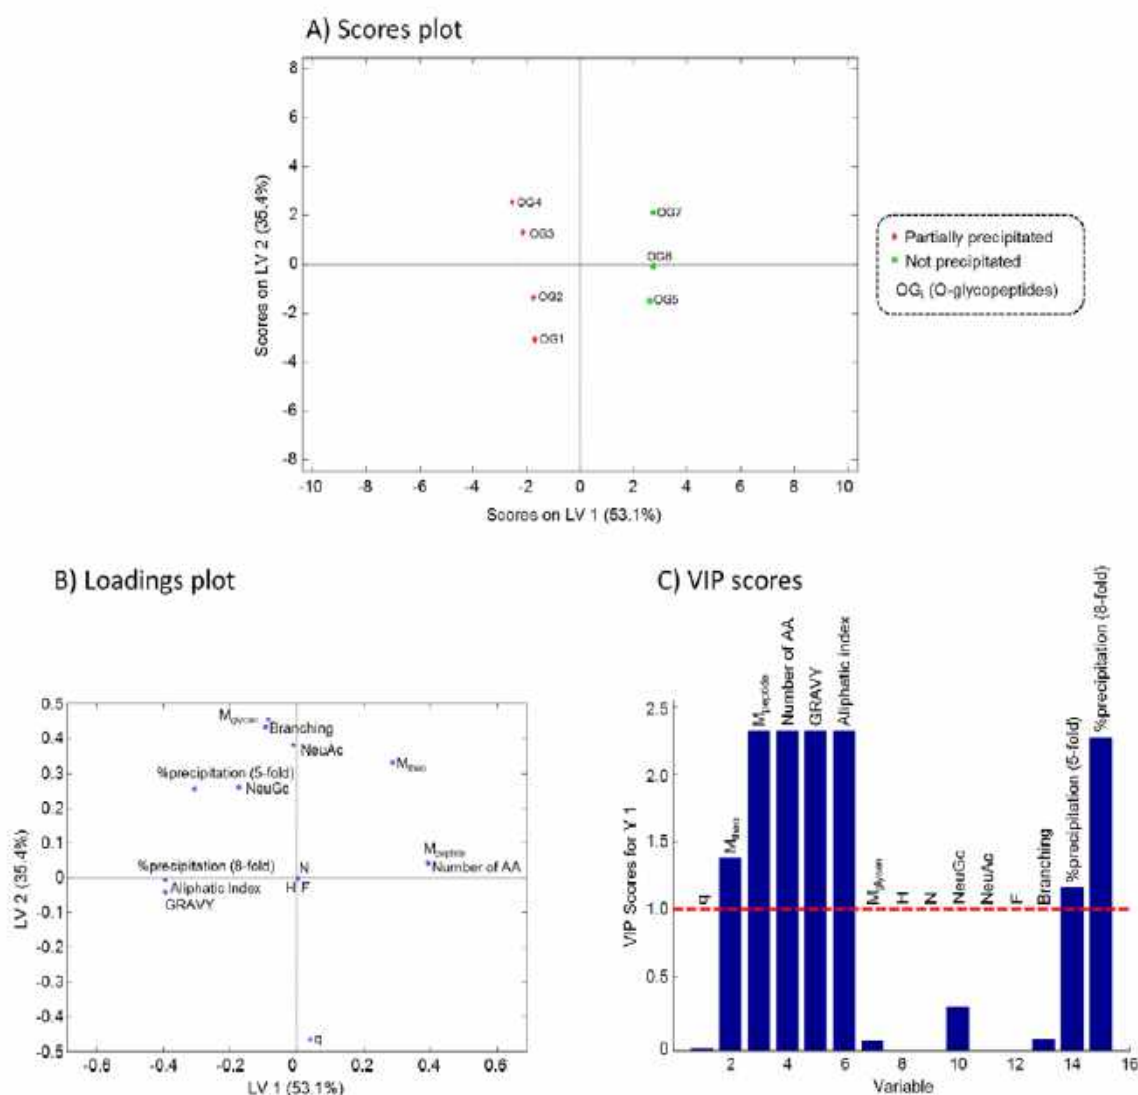 A) Scores plot
8
6
4
2
0
-2
-4
-6
-8
Scores on LV 2 (35.4%)
OG4
OG3
OG2
OG1
OG7
OG6
OG5
-10 -8 -6 -4 -2 0 2 4 6 8 10
Scores on LV 1 (53.1%)
Partially precipitated
Not precipitated
OGi (O-glycopeptides)
B) Loadings plot
0.5
0.4
0.3
0.2
0.1
0
-0.1
-0.2
-0.3
-0.4
-0.5
LV 2 (35.4%)
Mglycan
Branching
NeuAc
Mtheo
%precipitation (5-fold)
NeuGc
Mpeptide
Number of AA
%precipitation (8-fold)
N
H F
Aliphatic Index
GRAVY
q
-0.6 -0.4 -0.2 0 0.2 0.4 0.6
LV 1 (53.1%)
C) VIP scores
2.5
2.0
1.5
1.0
0.5
0
VIP Scores for Y 1
q
Mtheo
Mpeptide
Number of AA
GRAVY
Aliphatic index
Mglycan
H
N
NeuGc
NeuAc
F
Branching
%precipitation (5-fold)
%precipitation (8-fold)
2 4 6 8 10 12 14 16
Variable